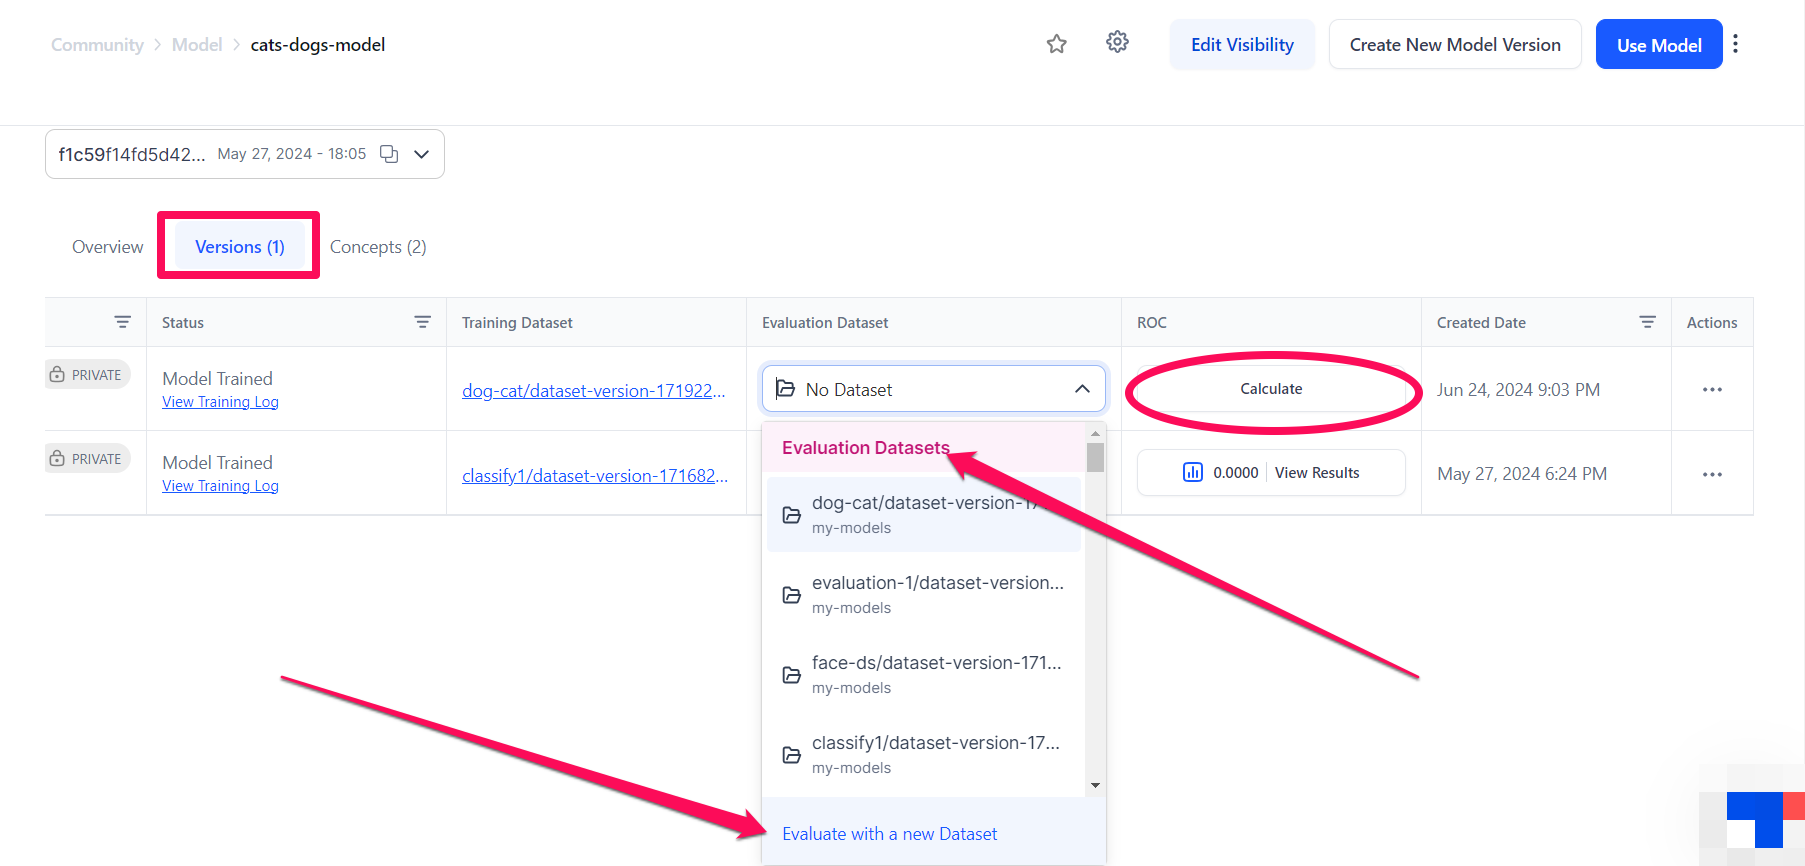 Community > Model > cats-dogs-model
Edit Visibility
Create New Model Version
Use Model
f1c59f14fd5d42... May 27, 2024 - 18:05
Overview
Versions (1)
Concepts (2)
Status
Training Dataset
Evaluation Dataset
ROC
Created Date
Actions
PRIVATE
Model Trained
View Training Log
dog-cat/dataset-version-171922...
No Dataset
Calculate
Jun 24, 2024 9:03 PM
PRIVATE
Model Trained
View Training Log
classify1/dataset-version-171682...
0.0000
View Results
May 27, 2024 6:24 PM
Evaluation Datasets
dog-cat/dataset-version-
my-models
evaluation-1/dataset-version...
my-models
face-ds/dataset-version-171...
my-models
classify1/dataset-version-17...
my-models
Evaluate with a new Dataset